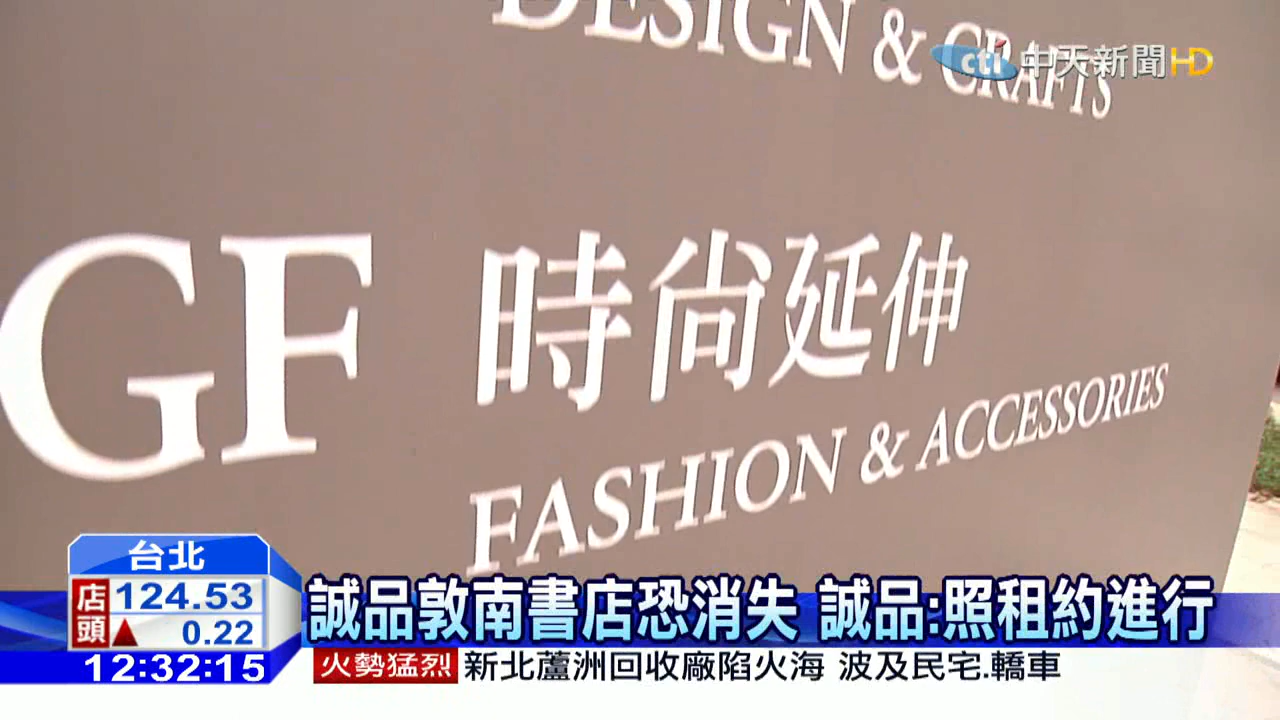 DESIGN & CRAFTS
cti 中天新聞HD
GF 時尚延伸
FASHION & ACCESSORIES
台北
店頭 124.53
▲ 0.22
誠品敦南書店恐消失 誠品:照租約進行
12:32:15
火勢猛烈 新北蘆洲回收廠陷火海 波及民宅.轎車